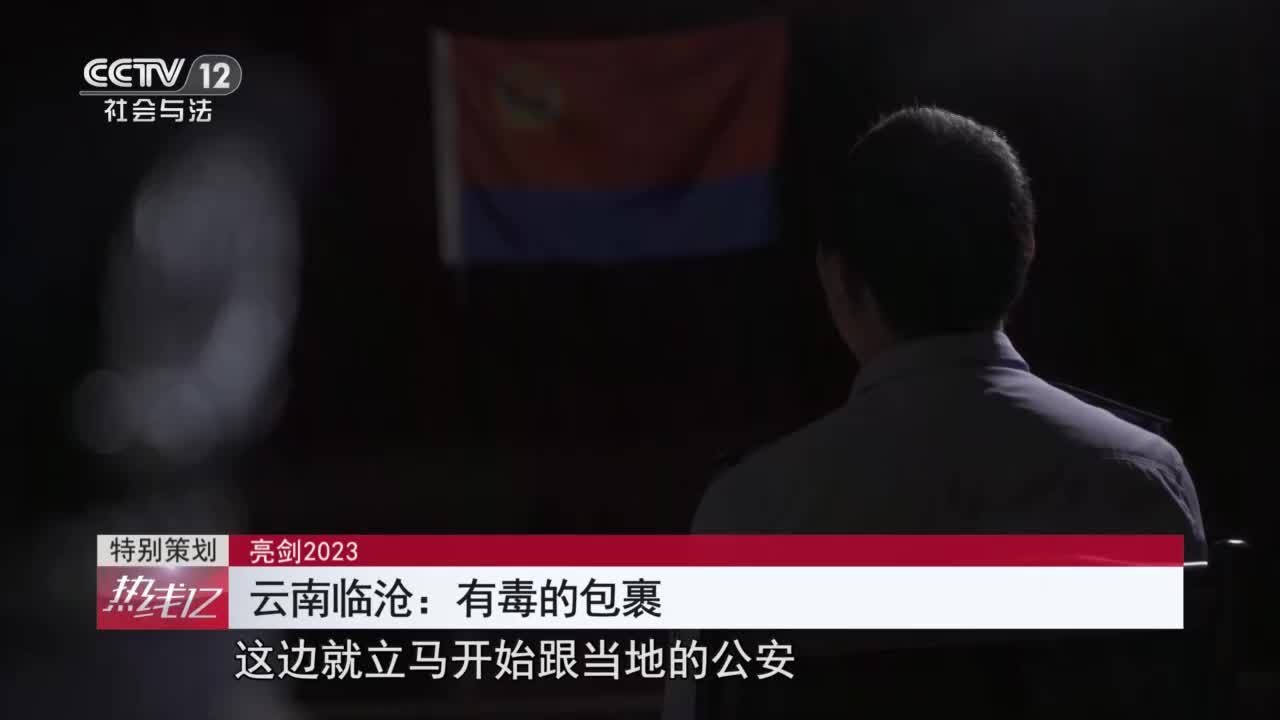 CCTV 12
社会与法
特别策划
亮剑2023
热线12
云南临沧：有毒的包裹
这边就立马开始跟当地的公安